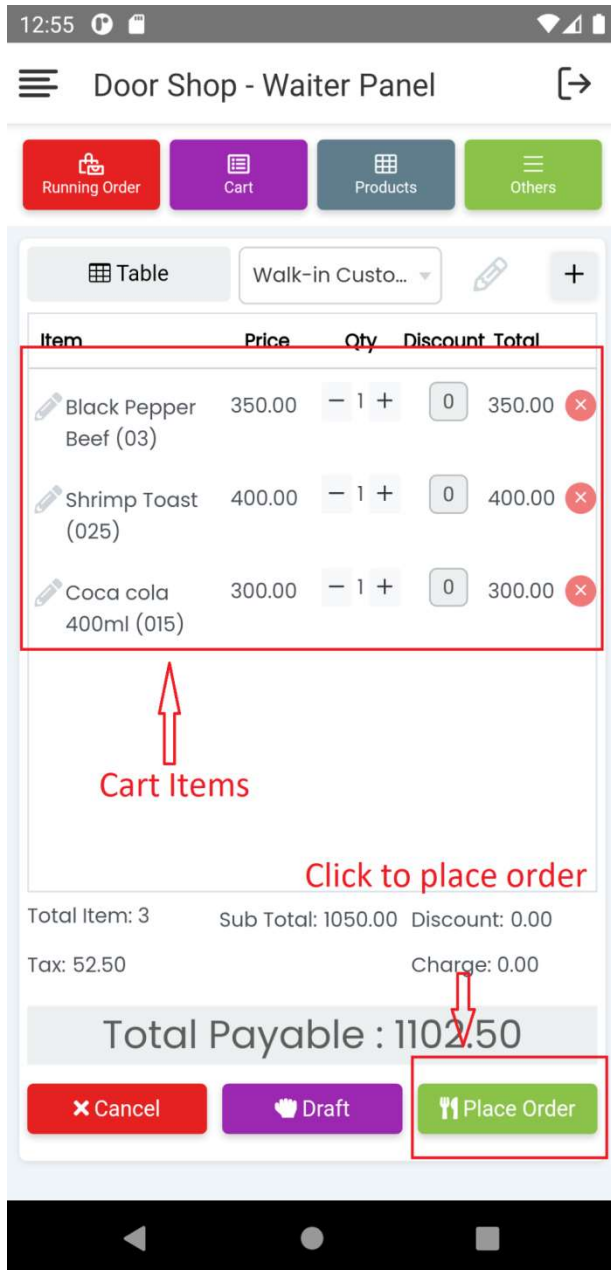 12:55
Door Shop - Waiter Panel
Running Order Cart Products Others
Table Walk-in Custo... +
Item Price Qty Discount Total
Black Pepper 350.00 − 1 + 0 350.00 ×
Beef (03)
Shrimp Toast 400.00 − 1 + 0 400.00 ×
(025)
Coca cola 300.00 − 1 + 0 300.00 ×
400ml (015)
Cart Items
Click to place order
Total Item: 3 Sub Total: 1050.00 Discount: 0.00
Tax: 52.50 Charge: 0.00
Total Payable : 1102.50
Cancel Draft Place Order